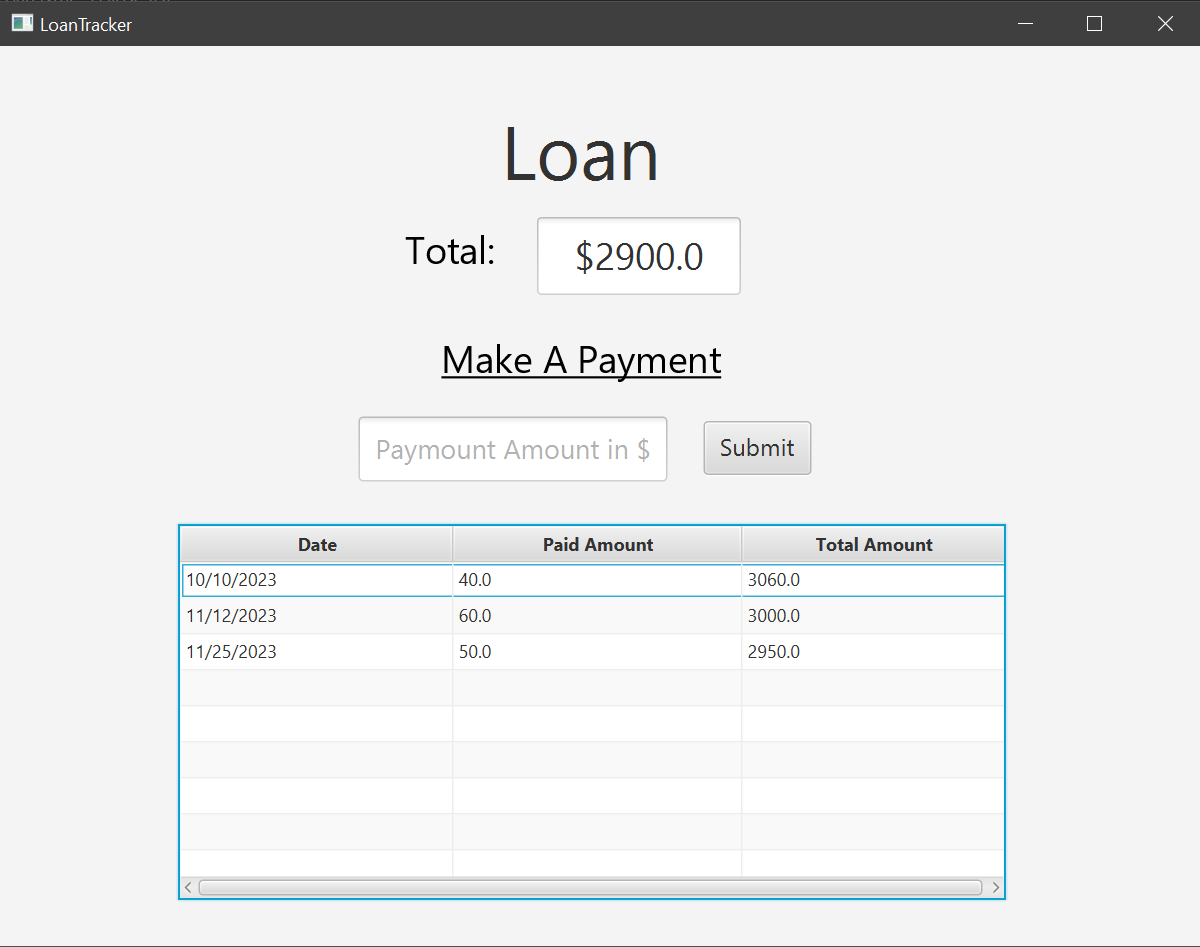 LoanTracker
Loan
Total: $2900.0
Make A Payment
Paymount Amount in $ Submit
Date Paid Amount Total Amount
10/10/2023 40.0 3060.0
11/12/2023 60.0 3000.0
11/25/2023 50.0 2950.0